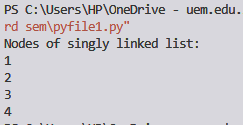 PS C:\Users\HP\OneDrive - uem.edu.
rd sem\pyfile1.py"
Nodes of singly linked list:
1
2
3
4